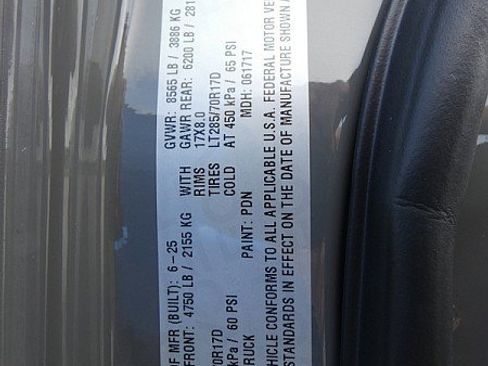 OF MFR (BUILT): 6-25 GVWR: 8565 LB / 3886 KG
FRONT: 4750 LB / 2155 KG WITH GAWR REAR: 6200 LB / 281
RIMS 17X8.0
70R17D TIRES LT285/70R17D
kPa / 60 PSI COLD AT 450 kPa / 65 PSI
RUCK PAINT: PDN MDH: 061717
HICLE CONFORMS TO ALL APPLICABLE U.S.A. FEDERAL MOTOR VE
STANDARDS IN EFFECT ON THE DATE OF MANUFACTURE SHOWN A